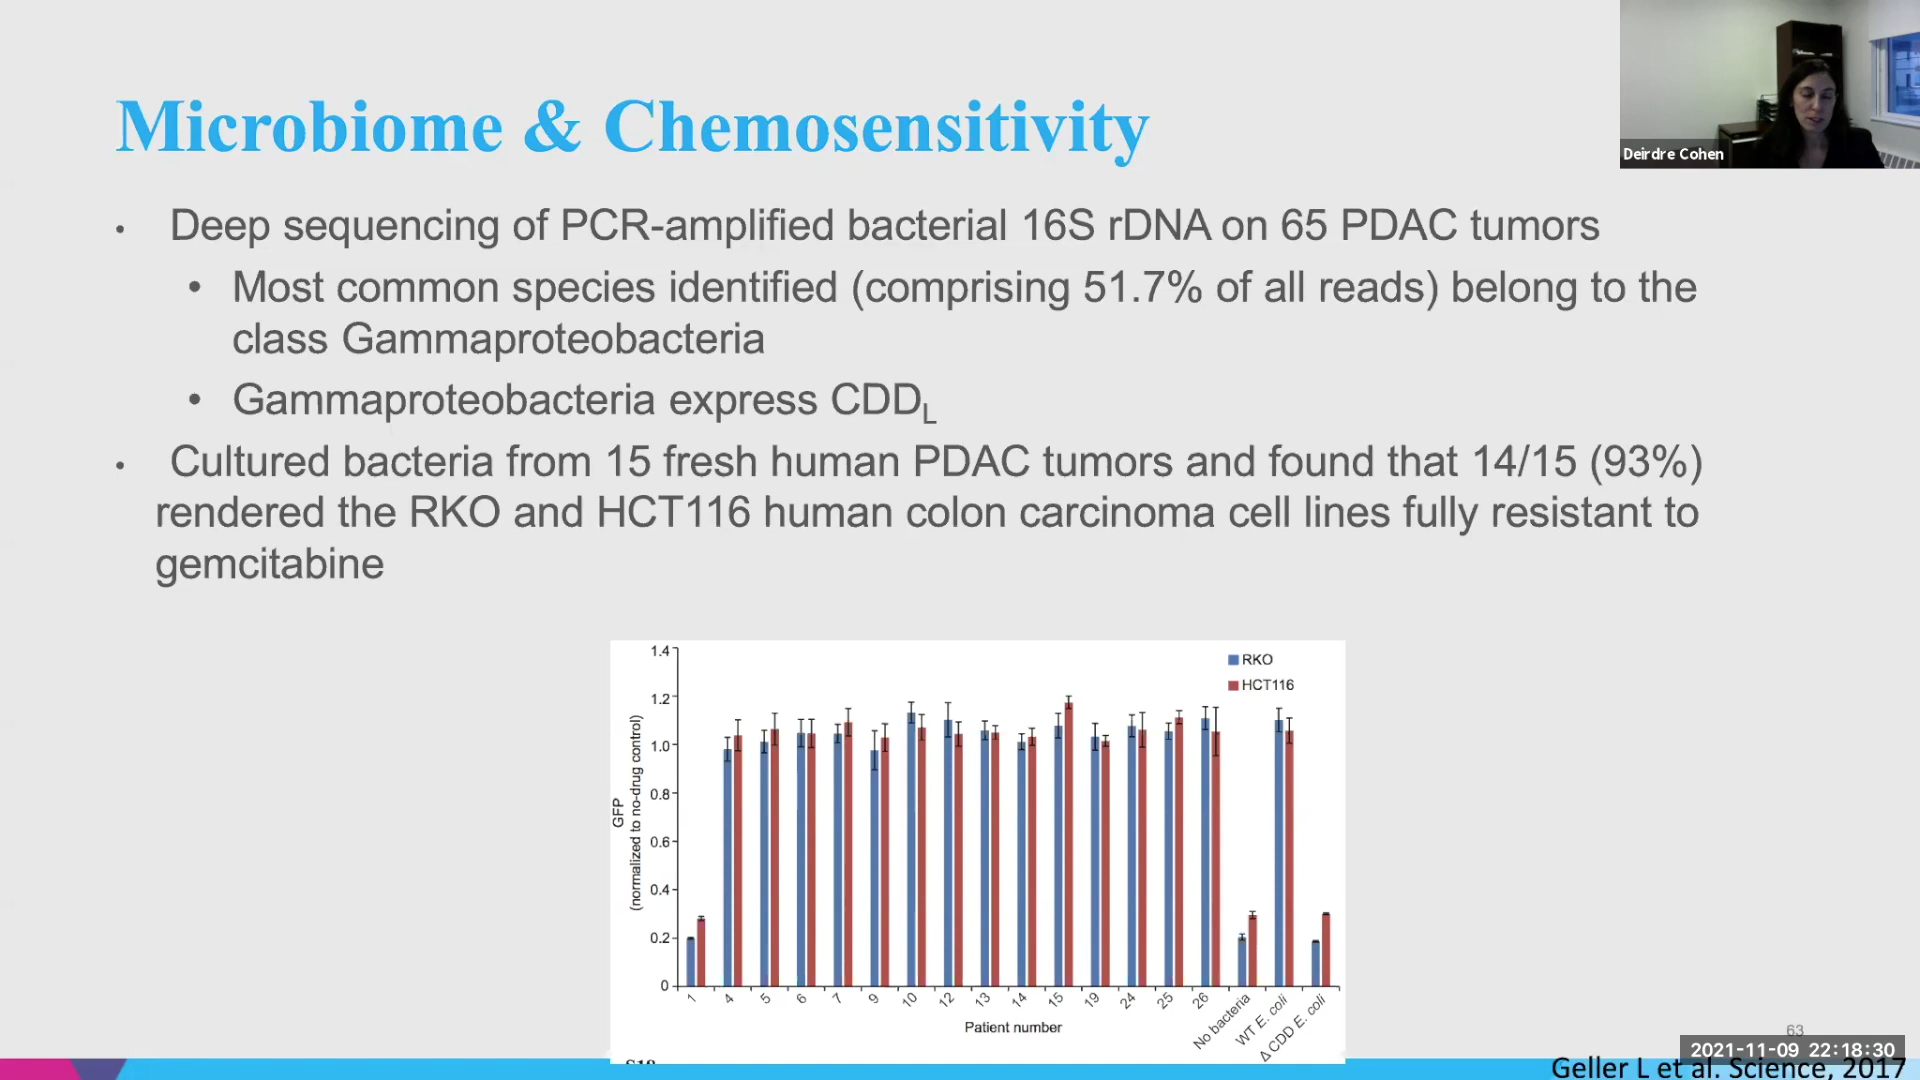 Microbiome & Chemosensitivity
Deirdre Cohen
• Deep sequencing of PCR-amplified bacterial 16S rDNA on 65 PDAC tumors
• Most common species identified (comprising 51.7% of all reads) belong to the
class Gammaproteobacteria
• Gammaproteobacteria express CDDL
• Cultured bacteria from 15 fresh human PDAC tumors and found that 14/15 (93%)
rendered the RKO and HCT116 human colon carcinoma cell lines fully resistant to
gemcitabine
RKO
HCT116
GFP
(normalized to no-drug control)
1.4
1.2
1.0
0.8
0.6
0.4
0.2
0
1 4 5 6 7 9 10 12 13 14 15 19 24 25 26 No bacteria WT E. coli Δ CDD E. coli
Patient number
63
2021-11-09 22:18:30
Geller L et al. Science, 2017